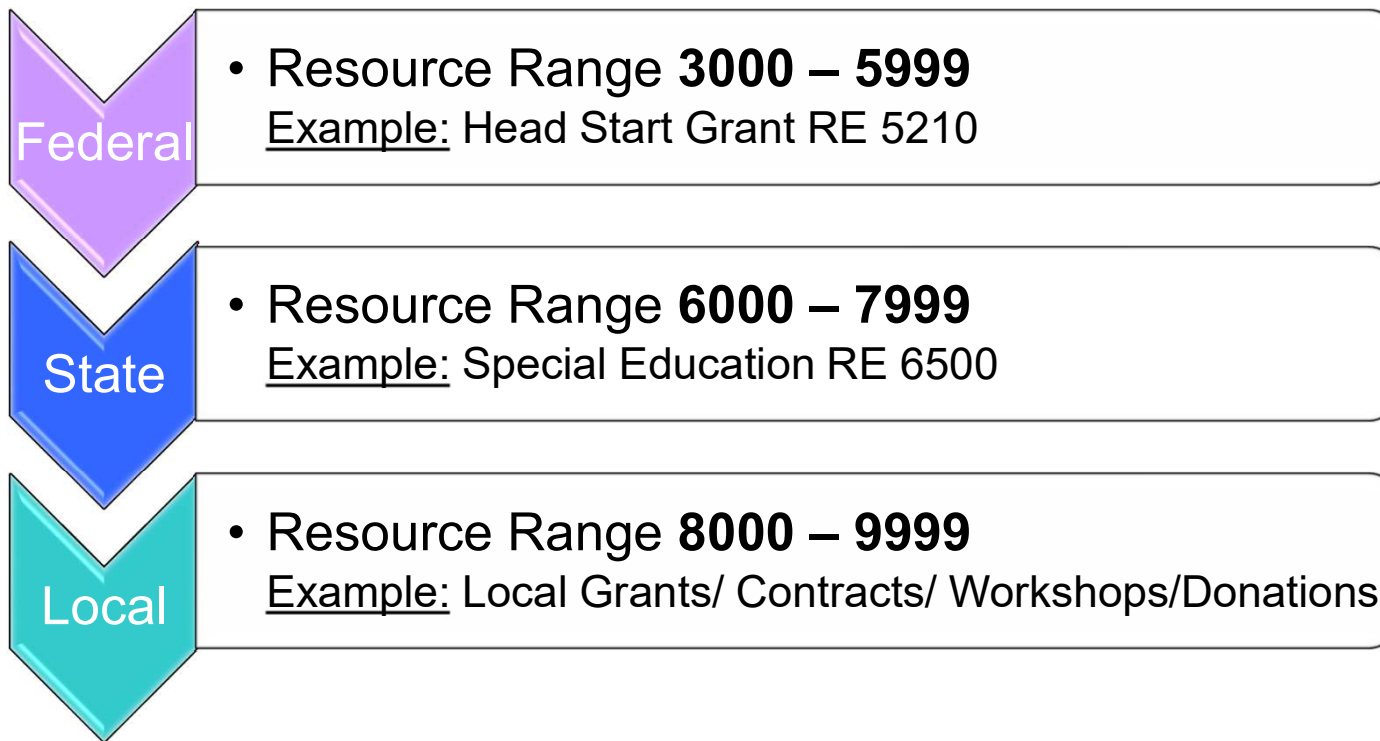 Federal
• Resource Range 3000 – 5999
Example: Head Start Grant RE 5210
State
• Resource Range 6000 – 7999
Example: Special Education RE 6500
Local
• Resource Range 8000 – 9999
Example: Local Grants/ Contracts/ Workshops/Donations